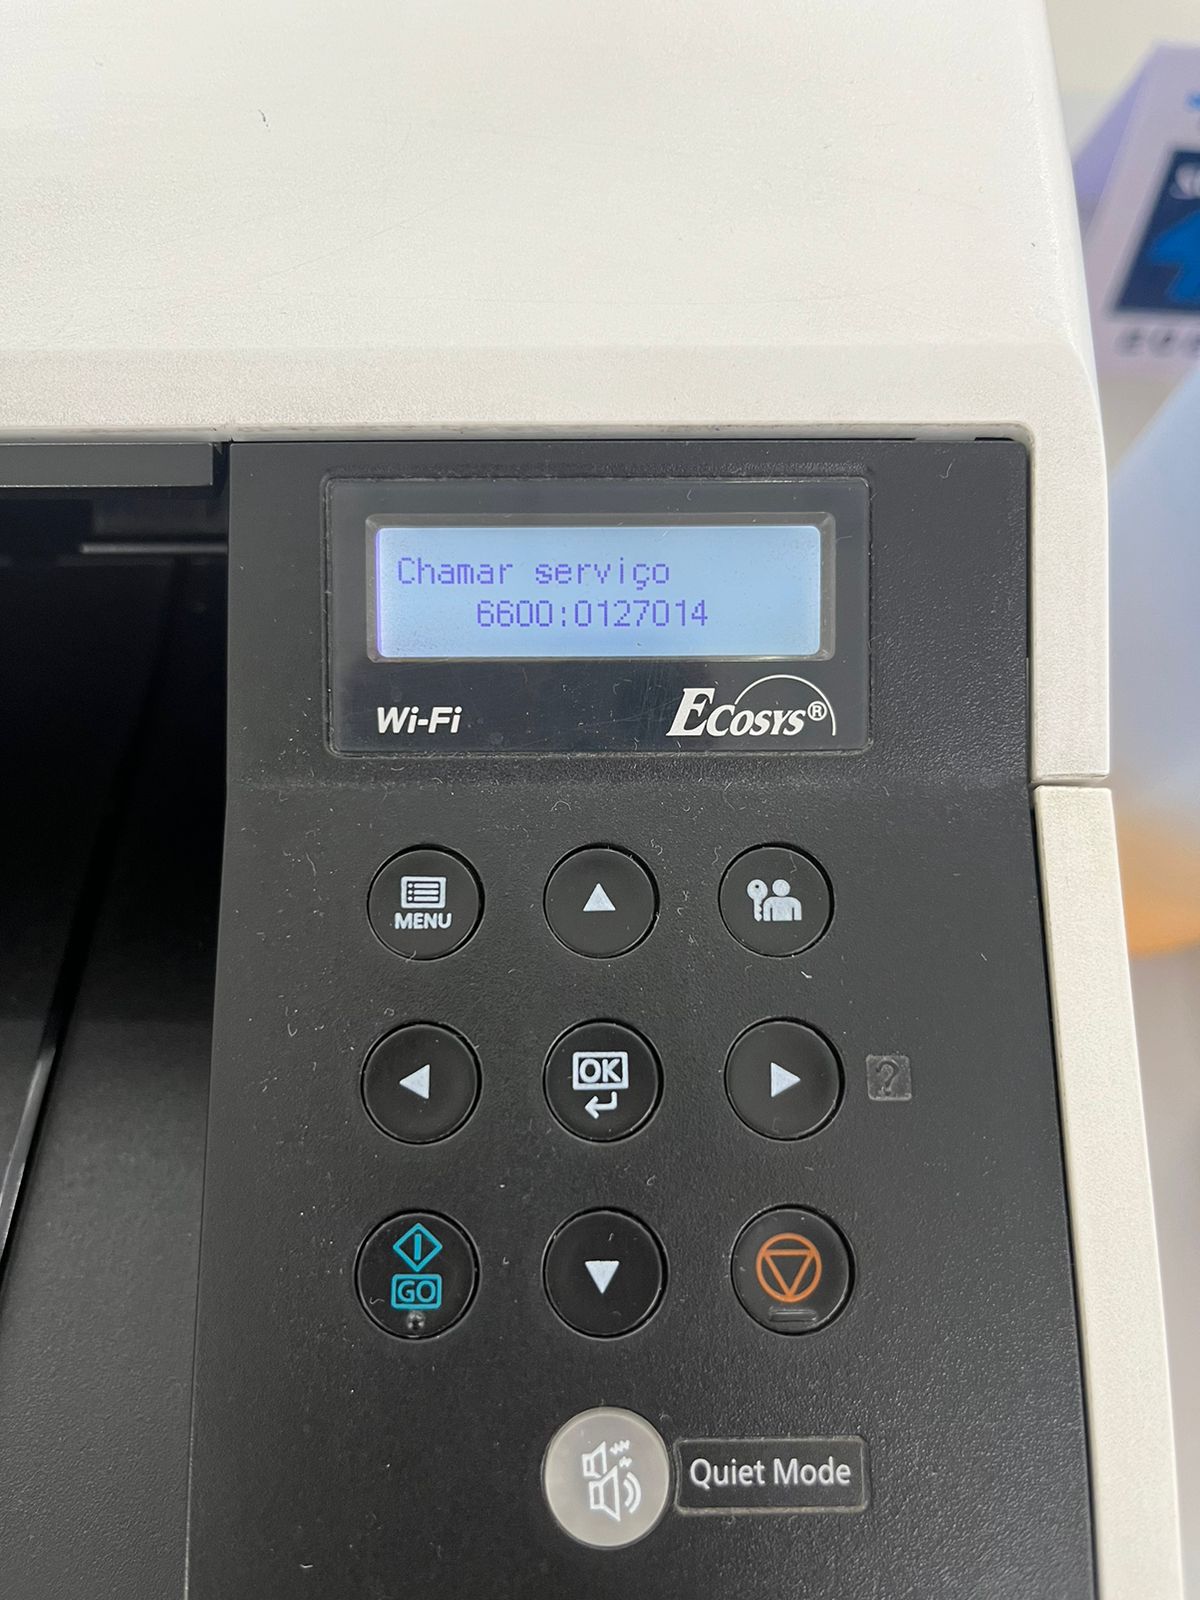 Chamar serviço
6600:0127014
Wi-Fi
ECOSYS®
MENU
OK
?
GO
Quiet Mode